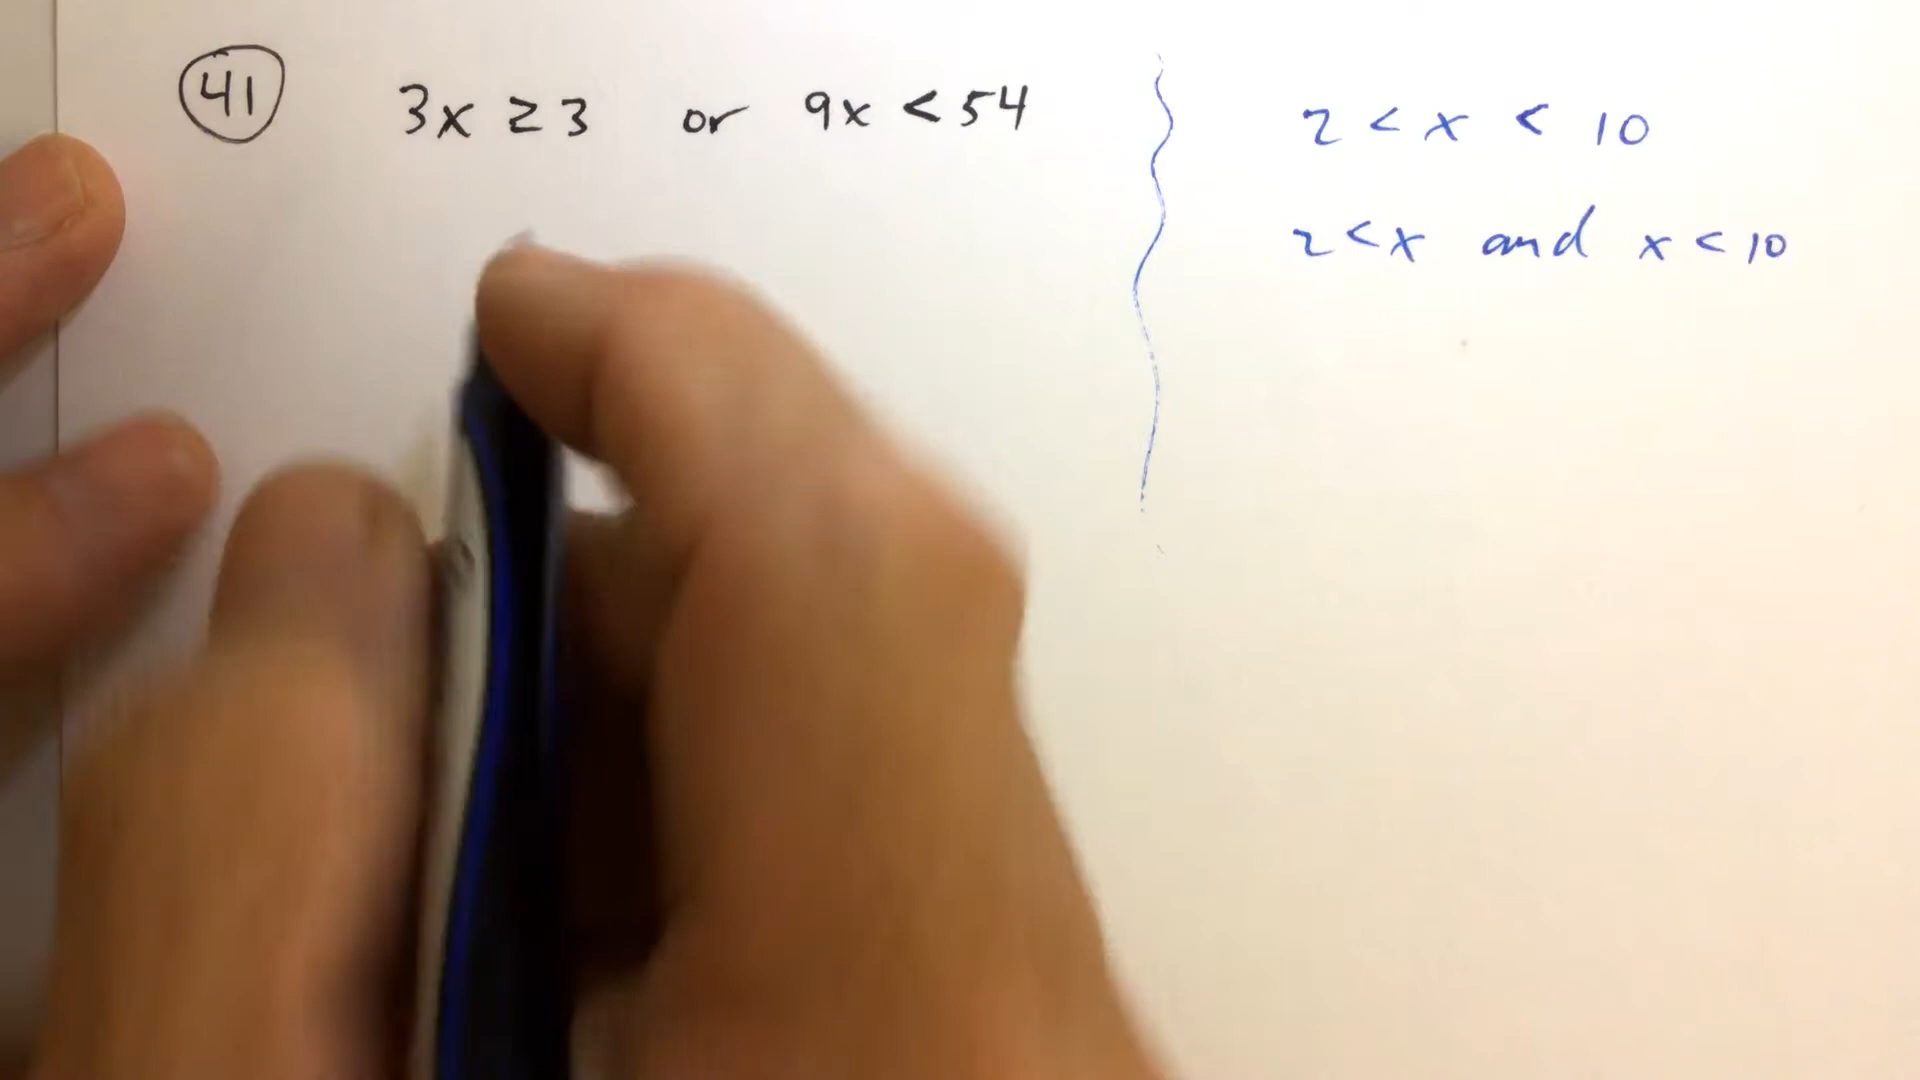 41 3x ≥ 3 or 9x < 54
2 < x < 10
2 < x and x < 10